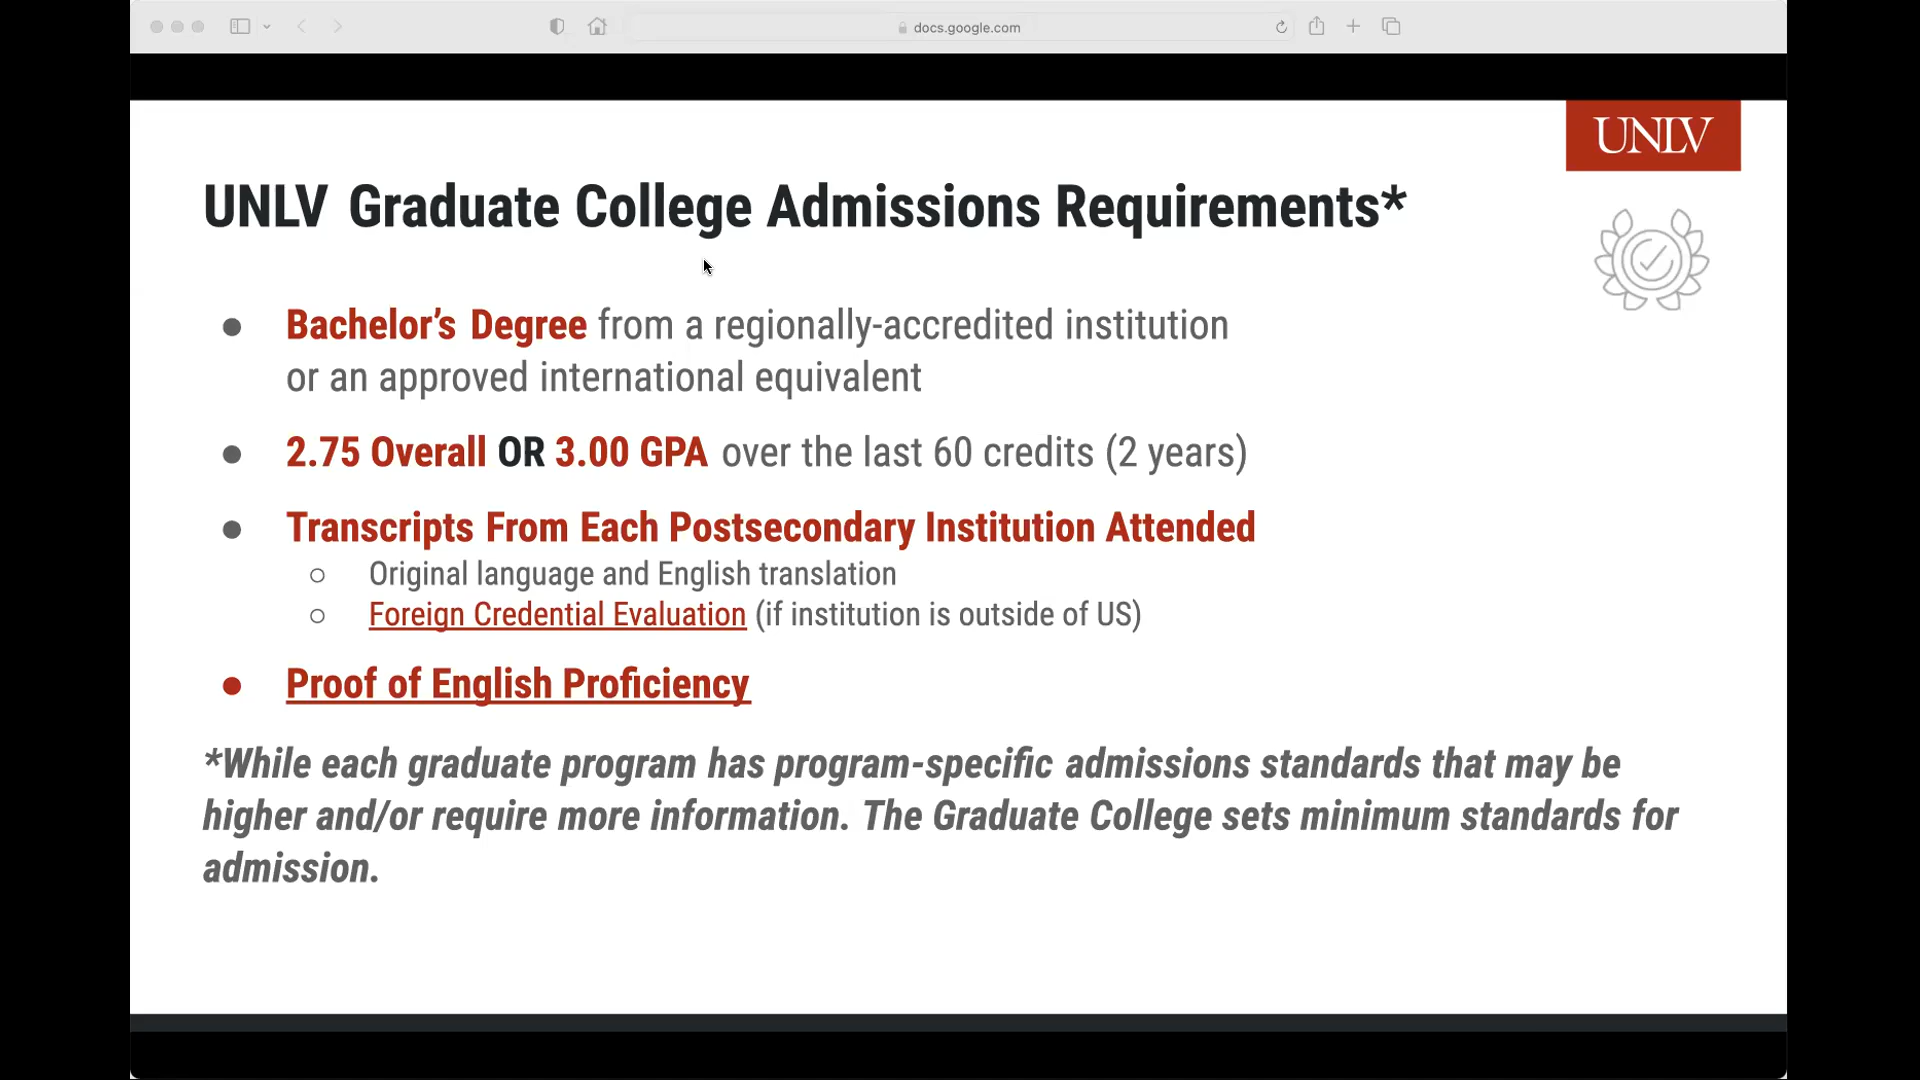 docs.google.com
UNLV
UNLV Graduate College Admissions Requirements*
● Bachelor’s Degree from a regionally-accredited institution
or an approved international equivalent
● 2.75 Overall OR 3.00 GPA over the last 60 credits (2 years)
● Transcripts From Each Postsecondary Institution Attended
○ Original language and English translation
○ Foreign Credential Evaluation (if institution is outside of US)
● Proof of English Proficiency
*While each graduate program has program-specific admissions standards that may be
higher and/or require more information. The Graduate College sets minimum standards for
admission.